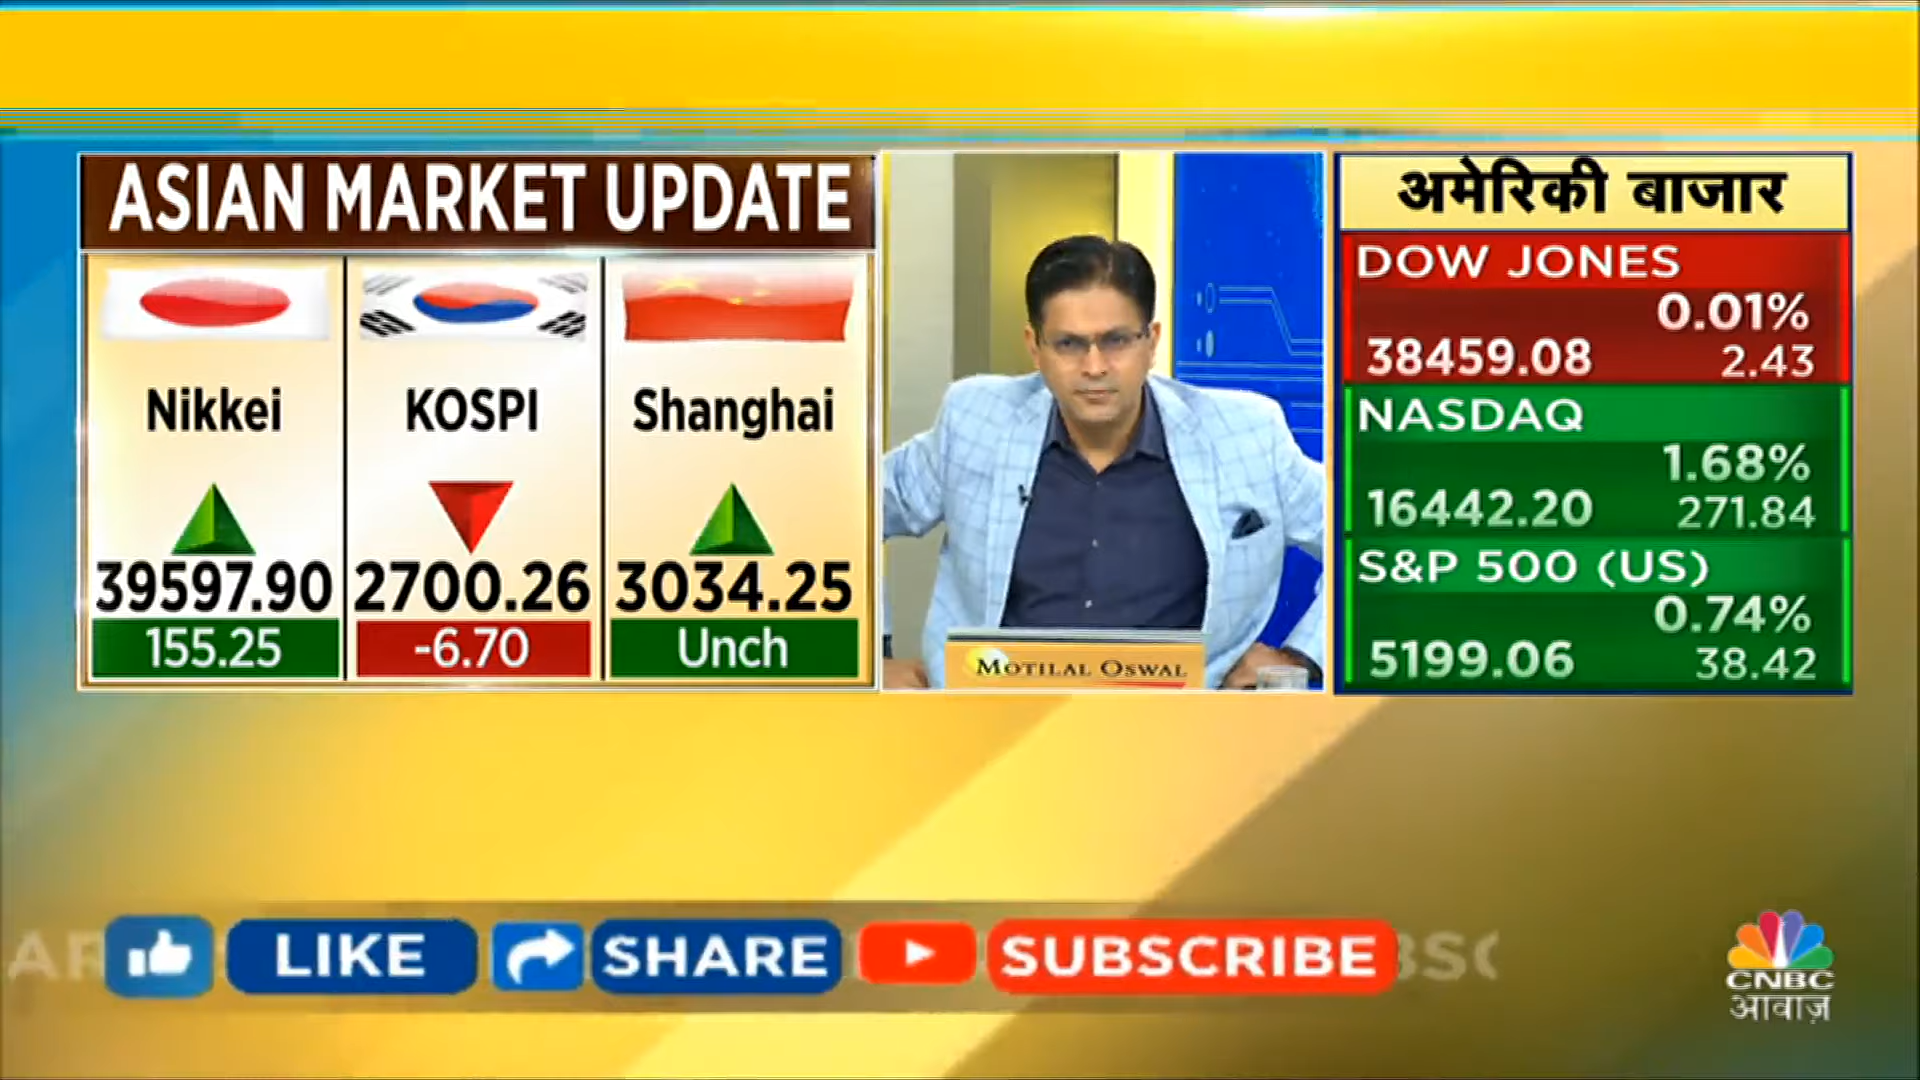 ASIAN MARKET UPDATE
Nikkei
39597.90
155.25
KOSPI
2700.26
-6.70
Shanghai
3034.25
Unch
MOTILAL OSWAL
अमेरिकी बाजार
DOW JONES
0.01%
38459.08
2.43
NASDAQ
1.68%
16442.20
271.84
S&P 500 (US)
0.74%
5199.06
38.42
LIKE
SHARE
SUBSCRIBE
CNBC
आवाज़